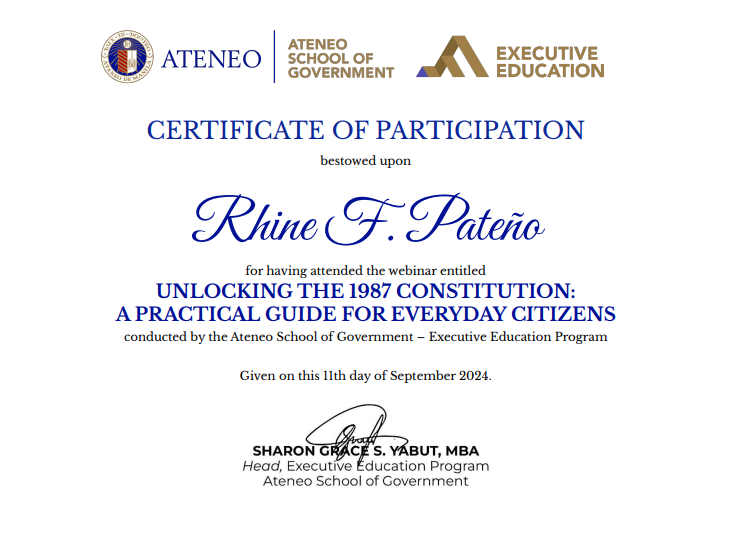 ATENEO
ATENEO
SCHOOL OF
GOVERNMENT
EXECUTIVE
EDUCATION
CERTIFICATE OF PARTICIPATION
bestowed upon
Rhine F. Pateño
for having attended the webinar entitled
UNLOCKING THE 1987 CONSTITUTION:
A PRACTICAL GUIDE FOR EVERYDAY CITIZENS
conducted by the Ateneo School of Government – Executive Education Program
Given on this 11th day of September 2024.
SHARON GRACE S. YABUT, MBA
Head, Executive Education Program
Ateneo School of Government